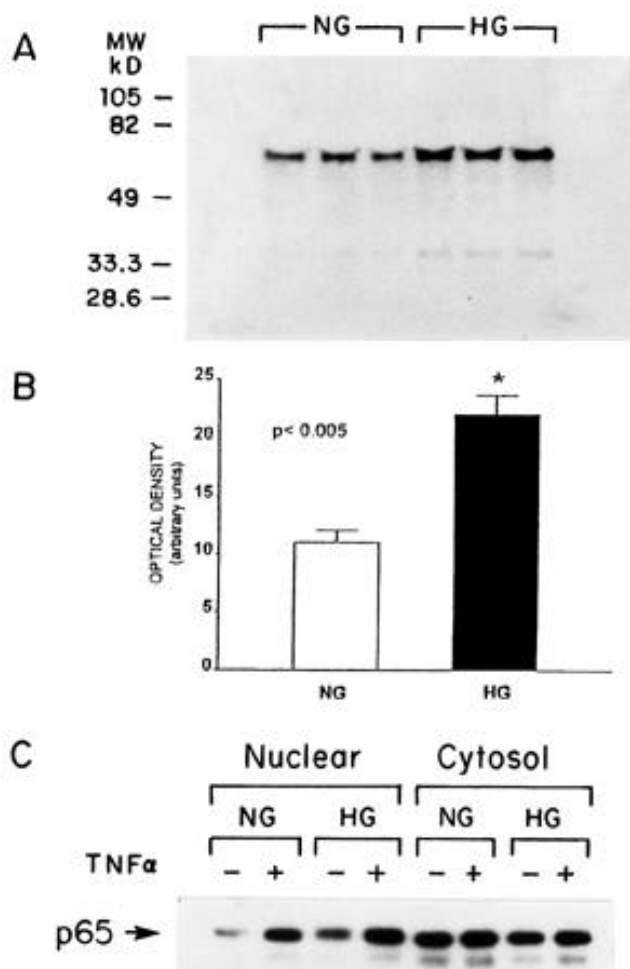 A
MW
kD
NG HG
105 –
82 –
49 –
33.3 –
28.6 –
B
OPTICAL DENSITY
(arbitrary units)
25
20
15
10
5
0
p< 0.005
*
NG HG
C
Nuclear Cytosol
NG HG NG HG
TNFα – + – + – + – +
p65 →